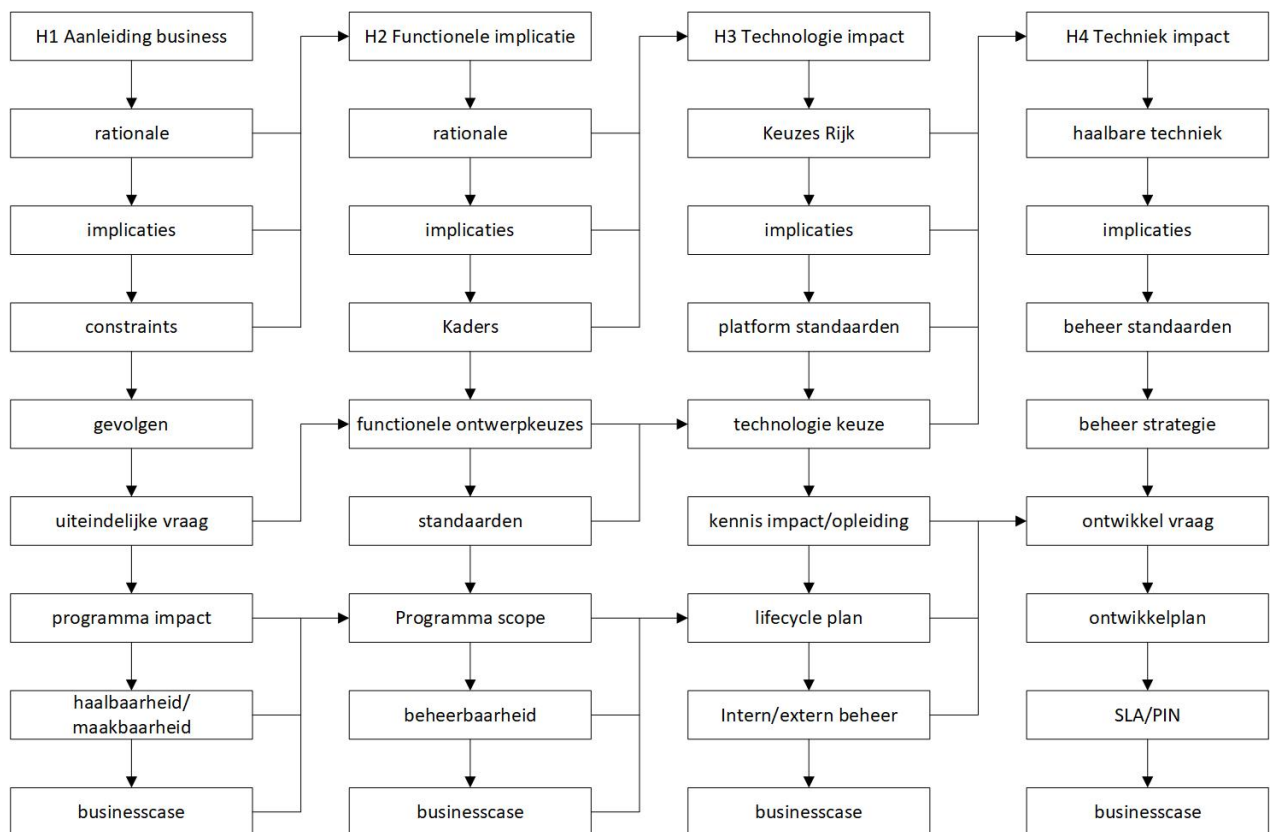 H1 Aanleiding business
rationale
implicaties
constraints
gevolgen
uiteindelijke vraag
programma impact
haalbaarheid/
maakbaarheid
businesscase
H2 Functionele implicatie
rationale
implicaties
Kaders
functionele ontwerpkeuzes
standaarden
Programma scope
beheerbaarheid
businesscase
H3 Technologie impact
Keuzes Rijk
implicaties
platform standaarden
technologie keuze
kennis impact/opleiding
lifecycle plan
Intern/extern beheer
businesscase
H4 Techniek impact
haalbare techniek
implicaties
beheer standaarden
beheer strategie
ontwikkel vraag
ontwikkelplan
SLA/PIN
businesscase